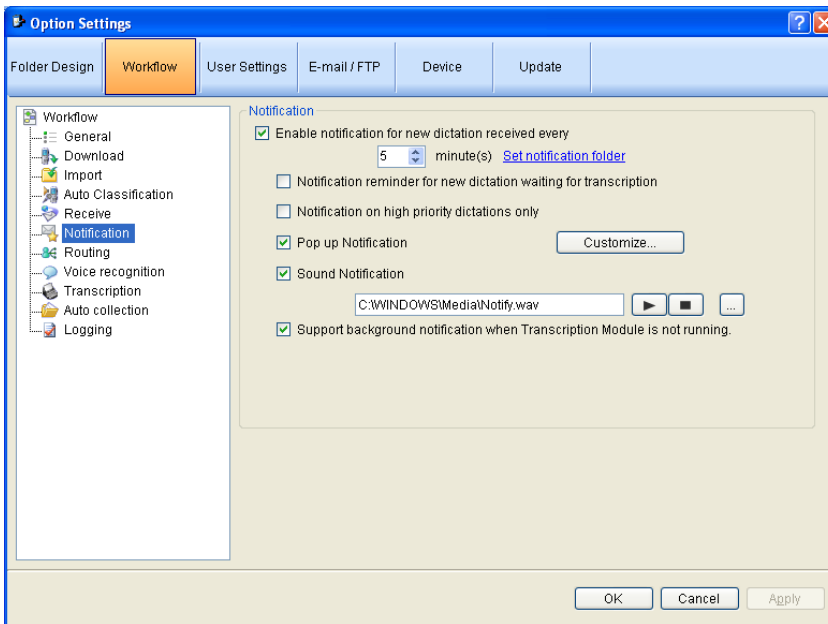 Option Settings
Folder Design Workflow User Settings E-mail / FTP Device Update
Workflow
General
Download
Import
Auto Classification
Receive
Notification
Routing
Voice recognition
Transcription
Auto collection
Logging
Notification
Enable notification for new dictation received every
5 minute(s) Set notification folder
Notification reminder for new dictation waiting for transcription
Notification on high priority dictations only
Pop up Notification Customize...
Sound Notification
C:\WINDOWS\Media\Notify.wav ...
Support background notification when Transcription Module is not running.
OK Cancel Apply